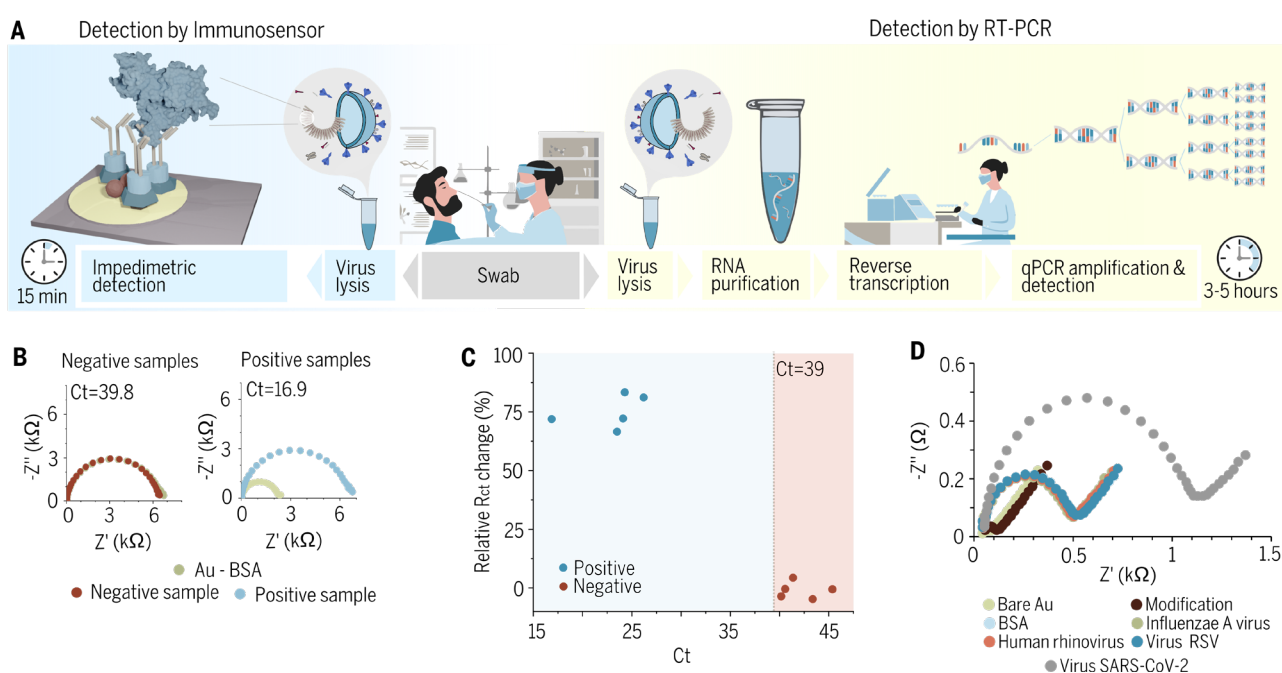 A
Detection by Immunosensor
Detection by RT-PCR
15 min
Impedimetric
detection
Virus
lysis
Swab
Virus
lysis
RNA
purification
Reverse
transcription
qPCR amplification &
detection
3-5 hours
B
Negative samples
Ct=39.8
-Z'' (kΩ)
6
3
0
0
3
6
Z' (kΩ)
Positive samples
Ct=16.9
-Z'' (kΩ)
6
3
0
0
3
6
Z' (kΩ)
Au - BSA
Negative sample
Positive sample
C
Relative Rct change (%)
100
75
50
25
0
Ct=39
Positive
Negative
15
25
35
45
Ct
D
-Z'' (Ω)
0.6
0.4
0.2
0
0
0.5
1
1.5
Z' (kΩ)
Bare Au
Modification
BSA
Influenzae A virus
Human rhinovirus
Virus RSV
Virus SARS-CoV-2